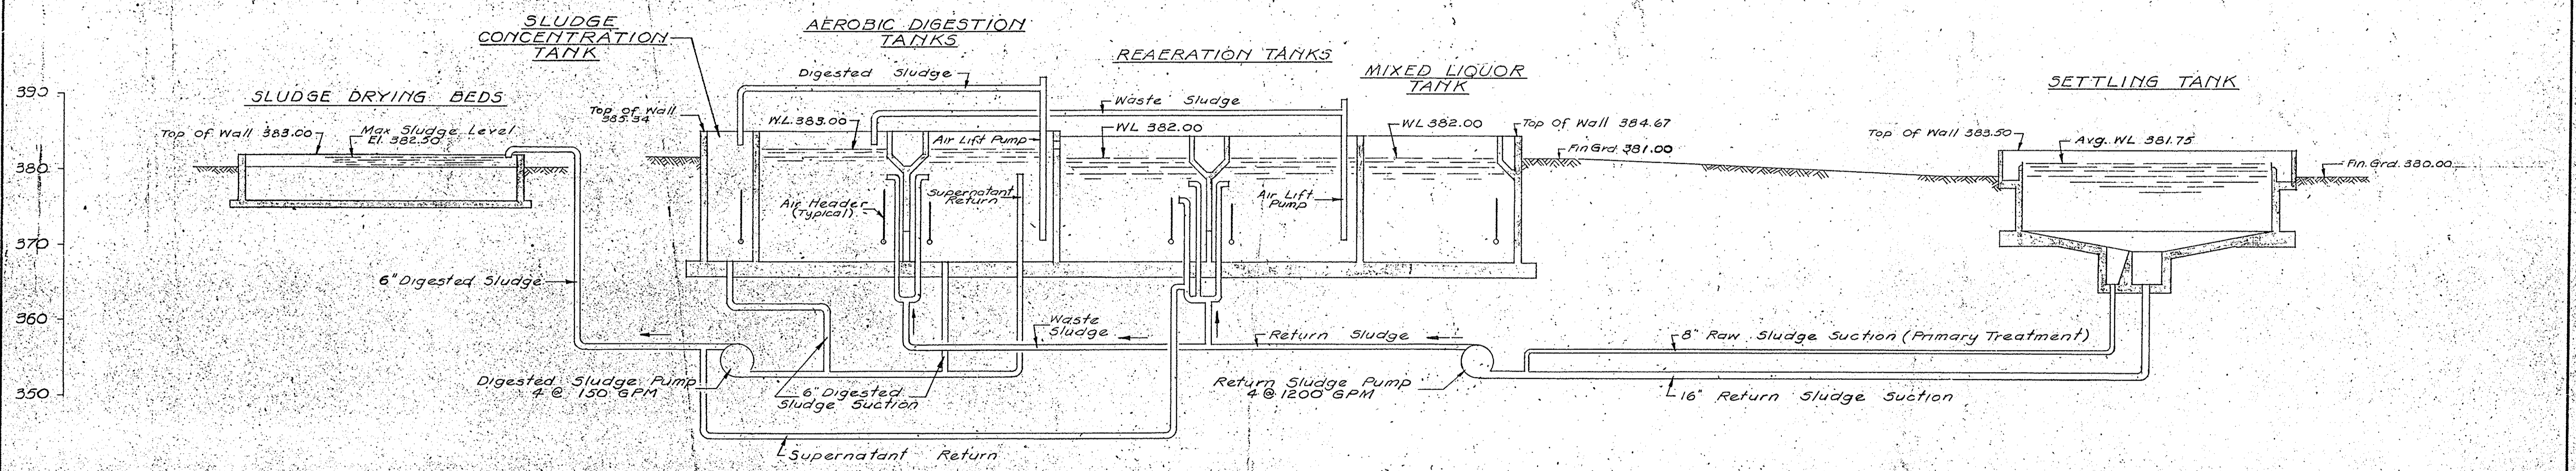 SLUDGE
CONCENTRATION
TANK
AEROBIC DIGESTION
TANKS
REAERATION TANKS
MIXED LIQUOR
TANK
SETTLING TANK
SLUDGE DRYING BEDS
390
380
370
360
350
Top of Wall 383.00
Max Sludge Level
El. 382.50
Top of Wall
385.34
Digested Sludge
WL 383.00
Air Lift Pump
Waste Sludge
WL 382.00
WL 382.00
Top of Wall 384.67
Fin Grd. 381.00
Top of Wall 383.50
Avg. WL 381.75
Fin Grd. 380.00
Air Header
(Typical)
Supernatant
Return
Air Lift
Pump
6" Digested Sludge
Waste
Sludge
Return Sludge
8" Raw Sludge Suction (Primary Treatment)
Digested Sludge Pump
4 @ 150 GPM
6" Digested
Sludge Suction
Return Sludge Pump
4 @ 1200 GPM
16" Return Sludge Suction
Supernatant Return